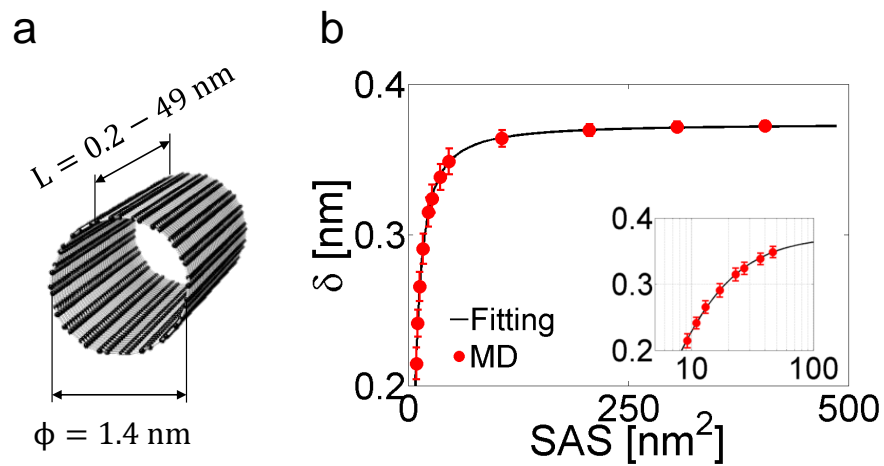 a
L = 0.2 − 49 nm
ϕ = 1.4 nm
b
0.4
0.3
0.2
δ [nm]
0
250
500
SAS [nm²]
Fitting
MD
0.4
0.3
0.2
10
100